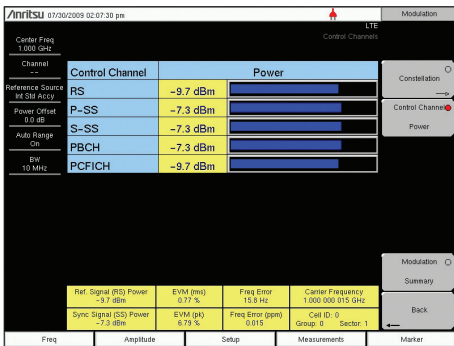 Anritsu 07/30/2009 02:07:30 pm
Modulation
LTE
Control Channels
Center Freq
1.000 GHz
Channel
--
Reference Source
Int Std Accy
Power Offset
0.0 dB
Auto Range
On
BW
10 MHz
Control Channel Power
RS -9.7 dBm
P-SS -7.3 dBm
S-SS -7.3 dBm
PBCH -7.3 dBm
PCFICH -9.7 dBm
Constellation
Control Channel
Power
Modulation
Summary
Back
Ref. Signal (RS) Power EVM (rms) Freq Error Carrier Frequency
-9.7 dBm 0.77 % 15.8 Hz 1.000 000 015 GHz
Sync Signal (SS) Power EVM (pk) Freq Error (ppm) Cell ID: 0
-7.3 dBm 6.79 % 0.015 Group: 0 Sector: 1
Freq Amplitude Setup Measurements Marker